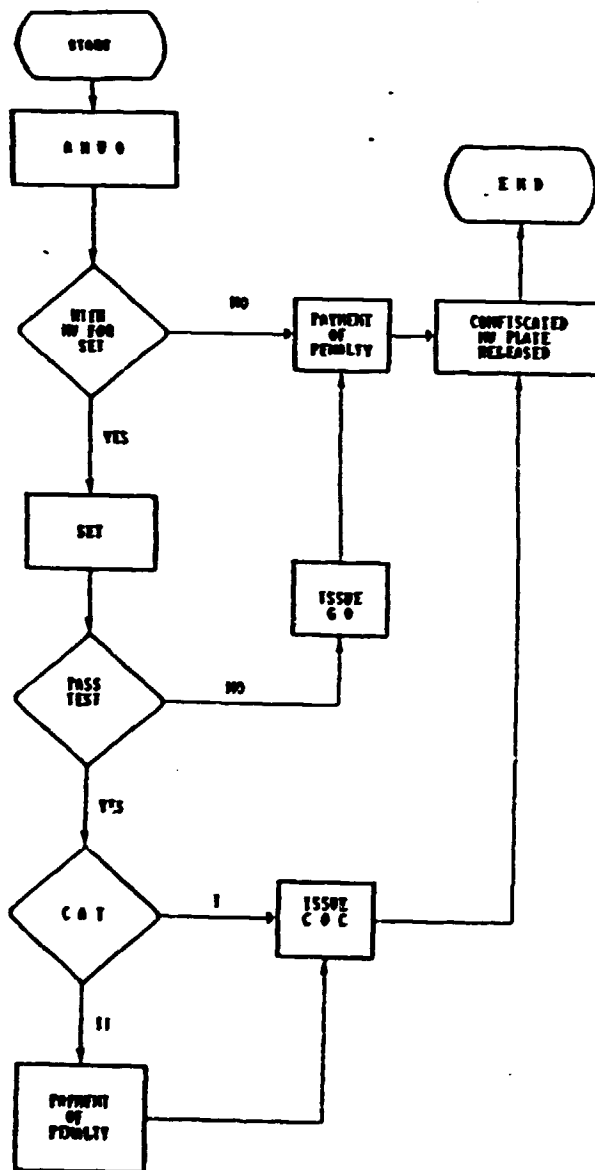 START
A H V O
END
WITH
MV FOR
SET
NO
PAYMENT
OF
PENALTY
CONFISCATED
MV PLATE
RELEASED
YES
SET
ISSUE
G O
PASS
TEST
NO
YES
C A T
I
ISSUE
C O C
II
PAYMENT
OF
PENALTY